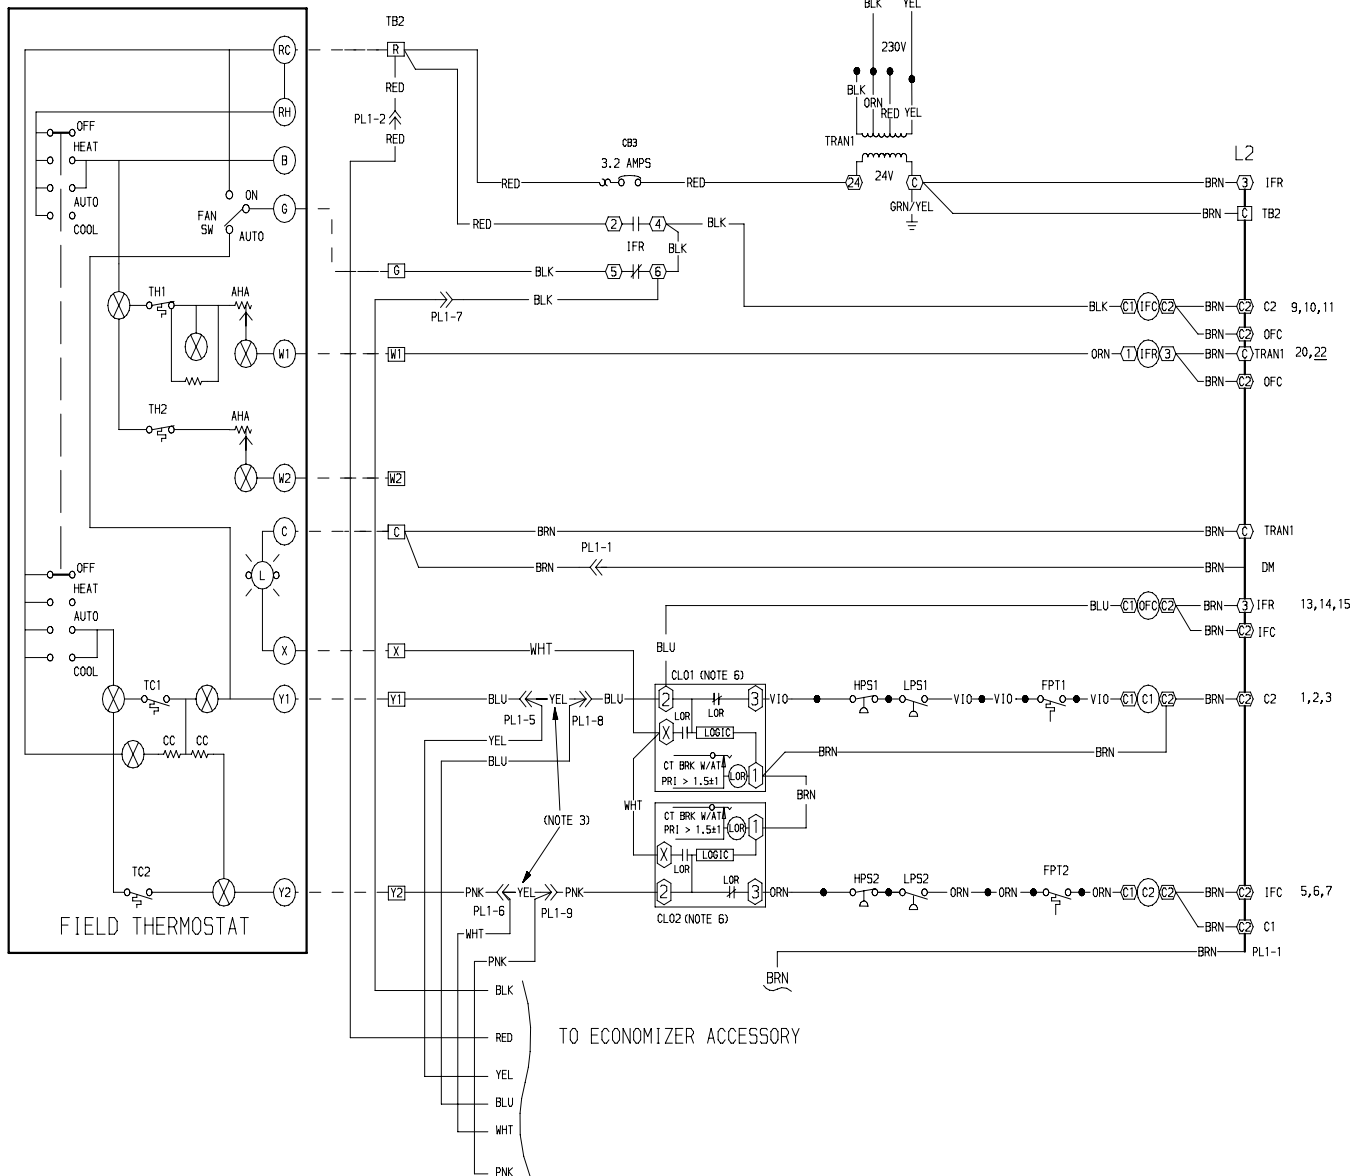 BLK YEL
TB2
RC R
230V
RED
RH
PL1-2
BLK ORN RED YEL
OFF
RED
HEAT
TRAN1
CB3
L2
B
3.2 AMPS
24V
RED RED 24 C BRN 3 IFR
AUTO
ON
GRN/YEL
BRN C TB2
G
COOL
FAN SW
AUTO
RED 2 4 BLK
IFR
BLK
G BLK 5 6
TH1 AHA
BLK
PL1-7
BLK C1 IFC C2 BRN C2 C2 9,10,11
BRN C2 OFC
W1 W1 ORN 1 IFR 3 BRN C TRAN1 20,22
BRN C2 OFC
TH2 AHA
W2 W2
C C BRN BRN C TRAN1
PL1-1
BRN BRN DM
L
OFF
HEAT
AUTO
COOL
BLU C1 OFC C2 BRN 3 IFR 13,14,15
BRN C2 IFC
BLU
X X WHT
CLO1 (NOTE 6)
TC1
Y1 Y1 BLU YEL BLU 2 3 VIO HPS1 LPS1 VIO VIO FPT1 VIO C1 C1 C2 BRN C2 C2 1,2,3
PL1-5 PL1-8
LOR LOR
X LOGIC
CC CC
YEL
BLU
BRN BRN
CT BRK W/AT
PRI > 1.5±1
LOR 1
BRN
WHT
(NOTE 3)
CT BRK W/AT
PRI > 1.5±1
LOR 1
X LOGIC
LOR
LOR
TC2
Y2 Y2 PNK YEL PNK 2 3 ORN HPS2 LPS2 ORN ORN FPT2 ORN C1 C2 C2 BRN C2 IFC 5,6,7
PL1-6 PL1-9
CLO2 (NOTE 6)
BRN C2 C1
FIELD THERMOSTAT
WHT
BRN PL1-1
PNK
BRN
BLK
RED
TO ECONOMIZER ACCESSORY
YEL
BLU
WHT
PNK